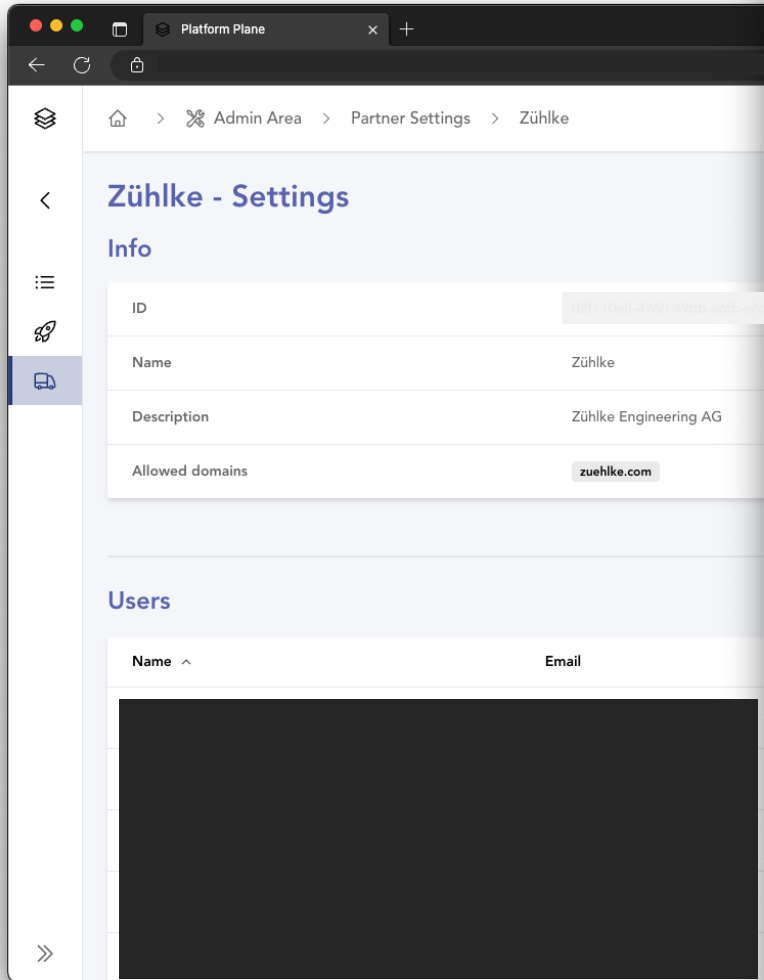 Platform Plane
Admin Area > Partner Settings > Zühlke
Zühlke - Settings
Info
ID
Name Zühlke
Description Zühlke Engineering AG
Allowed domains zuehlke.com
Users
Name Email